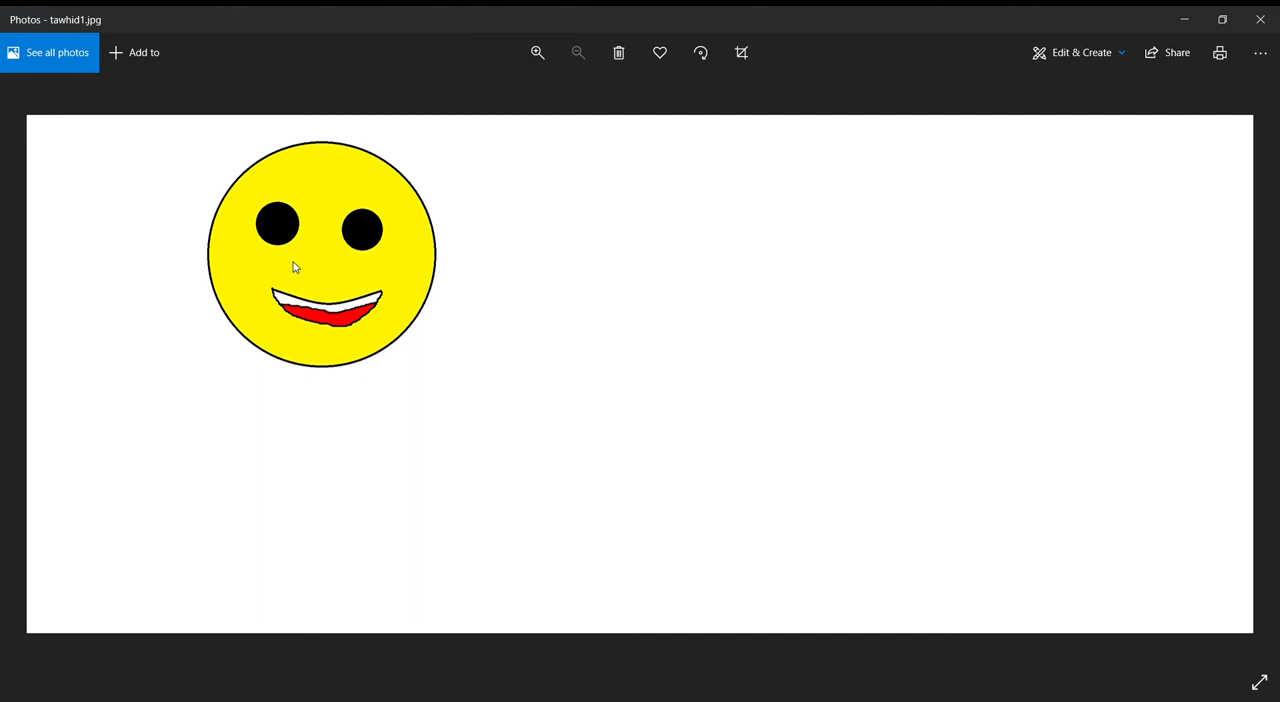 Photos - tawhid1.jpg
See all photos
Add to
Edit & Create
Share